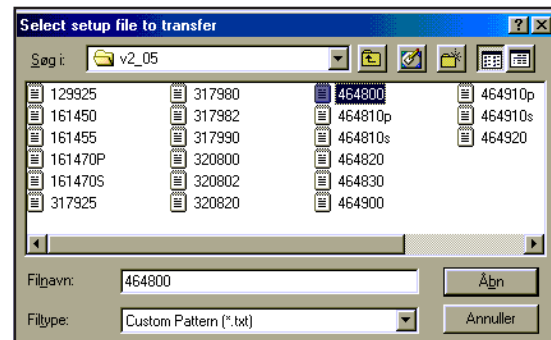 Select setup file to transfer
Søg i: v2_05
129925 317980 464800 464910p
161450 317982 464810p 464910s
161455 317990 464810s 464920
161470P 320800 464820
161470S 320802 464830
317925 320820 464900
Filnavn: 464800 Åbn
Filtype: Custom Pattern (*.txt) Annuller